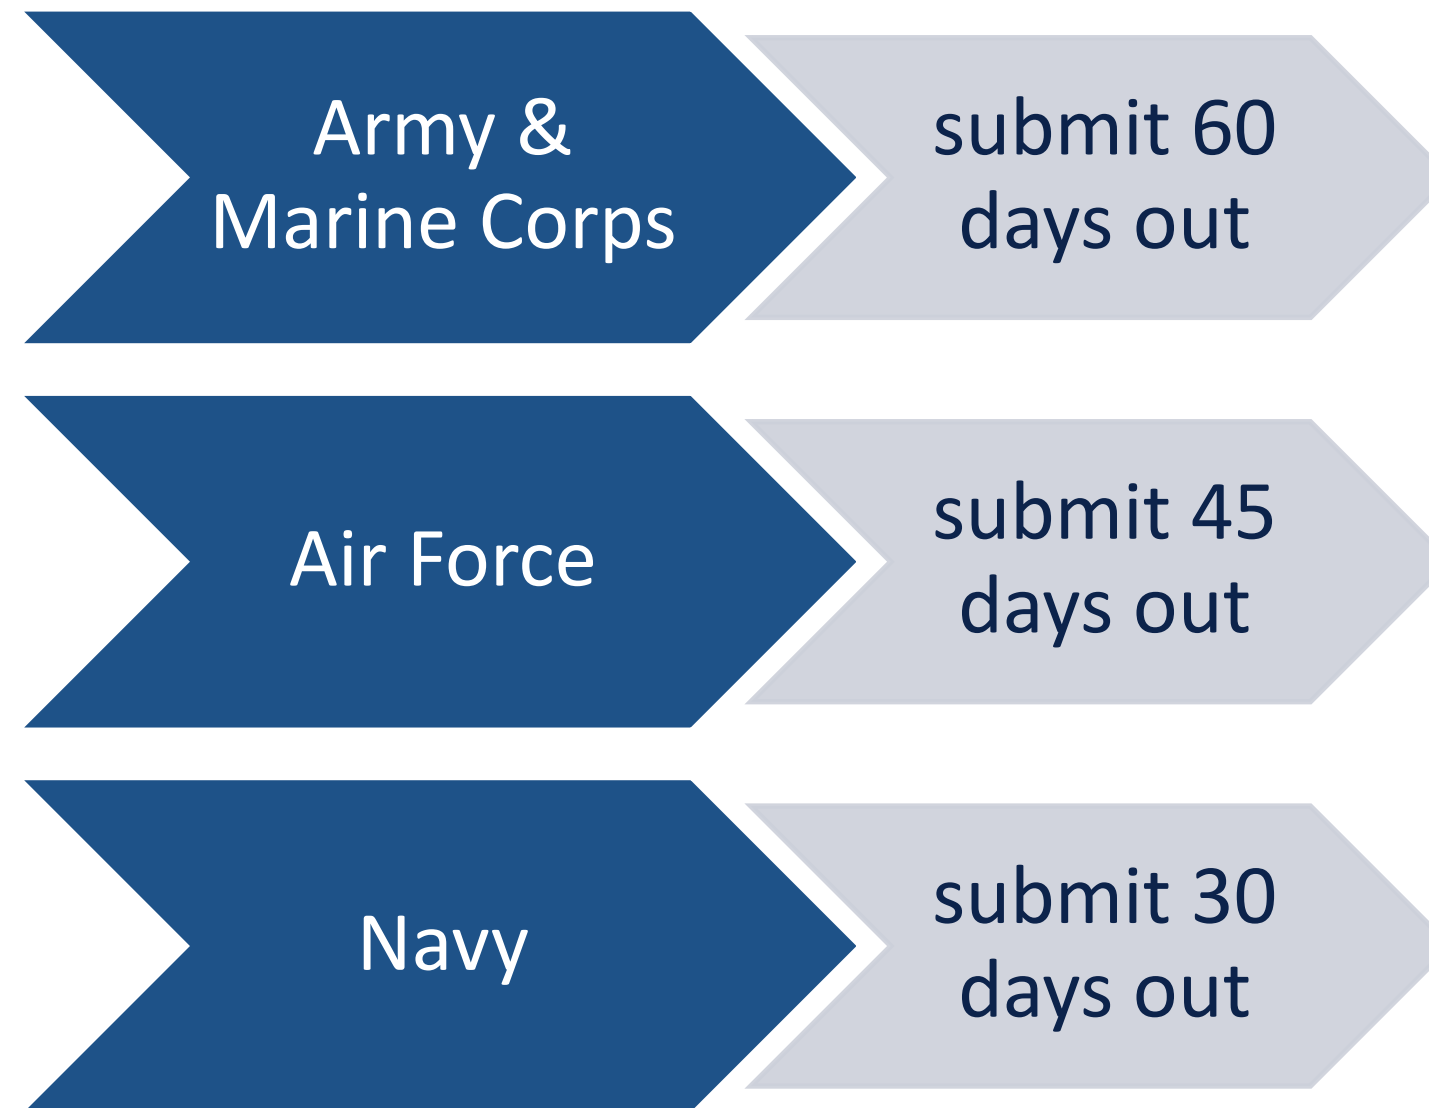 Army &
Marine Corps
submit 60
days out
Air Force
submit 45
days out
Navy
submit 30
days out